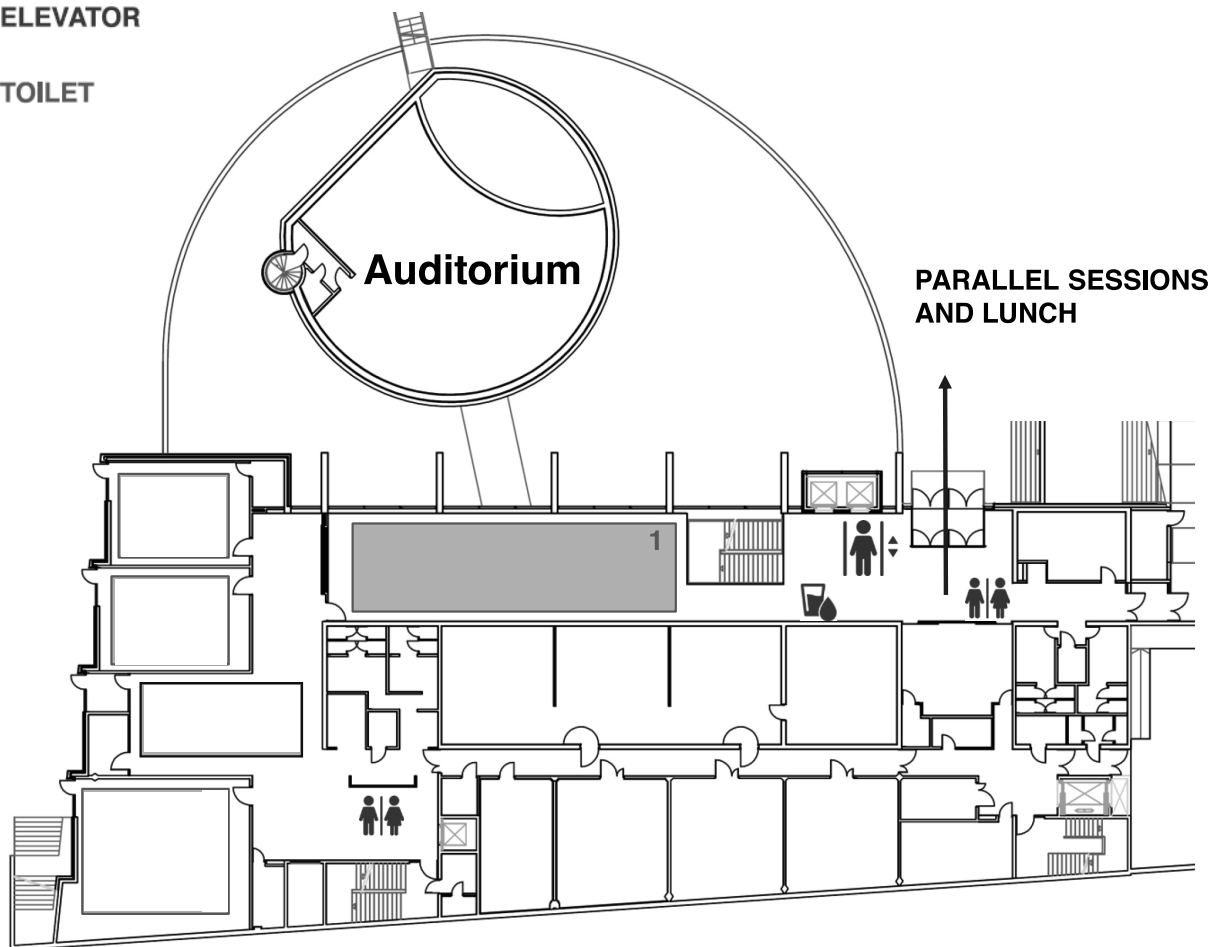 ELEVATOR
TOILET
Auditorium
PARALLEL SESSIONS
AND LUNCH
1